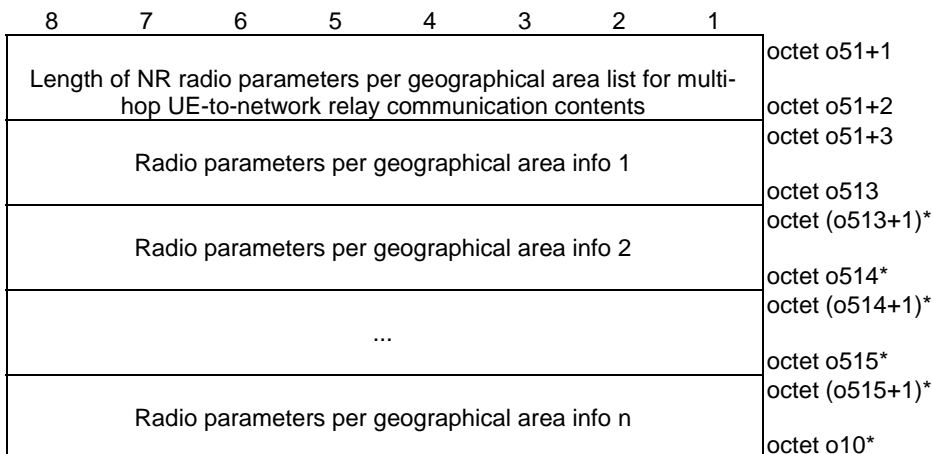 8 7 6 5 4 3 2 1
octet o51+1
Length of NR radio parameters per geographical area list for multi-
hop UE-to-network relay communication contents
octet o51+2
octet o51+3
Radio parameters per geographical area info 1
octet o513
octet (o513+1)*
Radio parameters per geographical area info 2
octet o514*
octet (o514+1)*
...
octet o515*
octet (o515+1)*
Radio parameters per geographical area info n
octet o10*